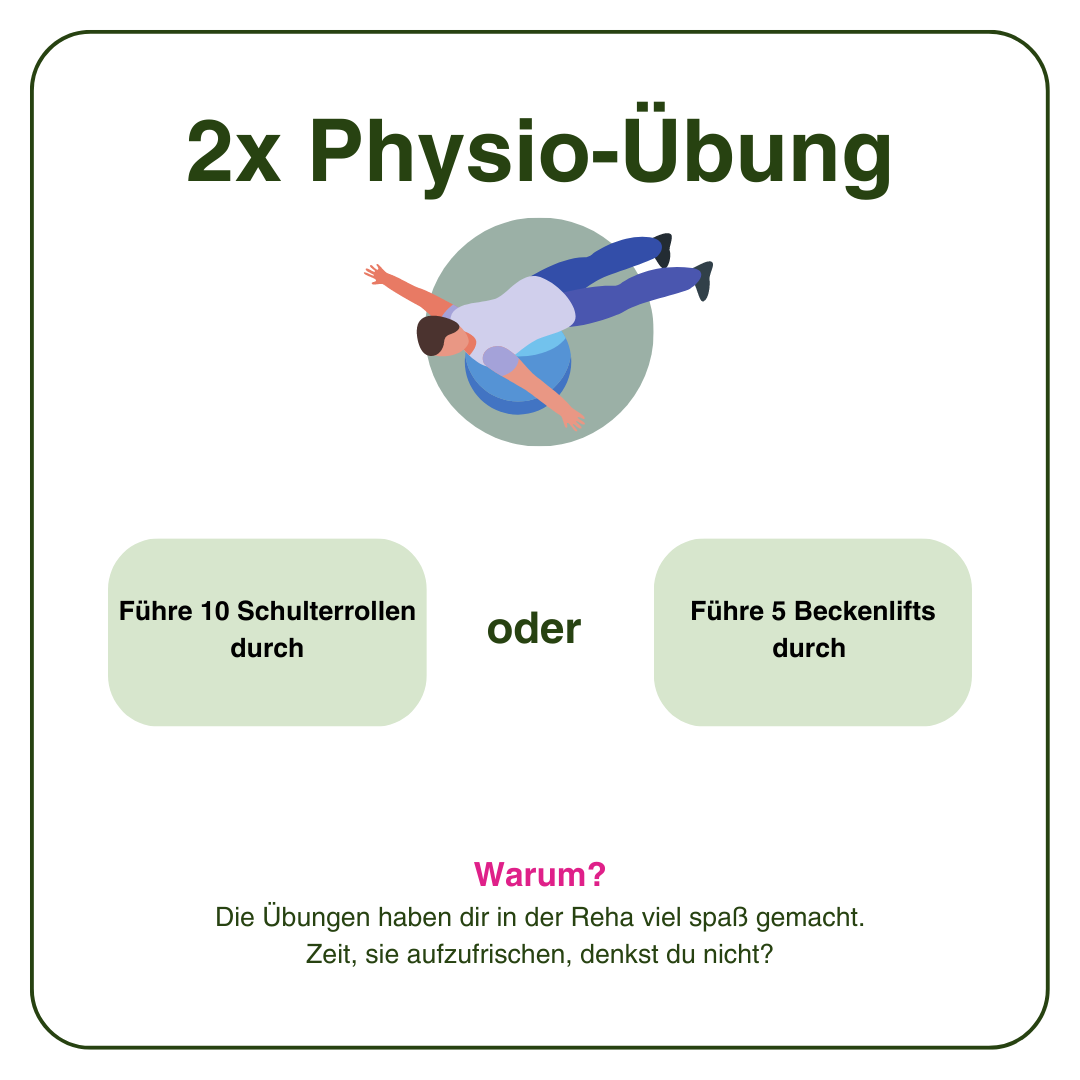 2x Physio-Übung
Führe 10 Schulterrollen
durch
oder
Führe 5 Beckenlifts
durch
Warum?
Die Übungen haben dir in der Reha viel spaß gemacht.
Zeit, sie aufzufrischen, denkst du nicht?